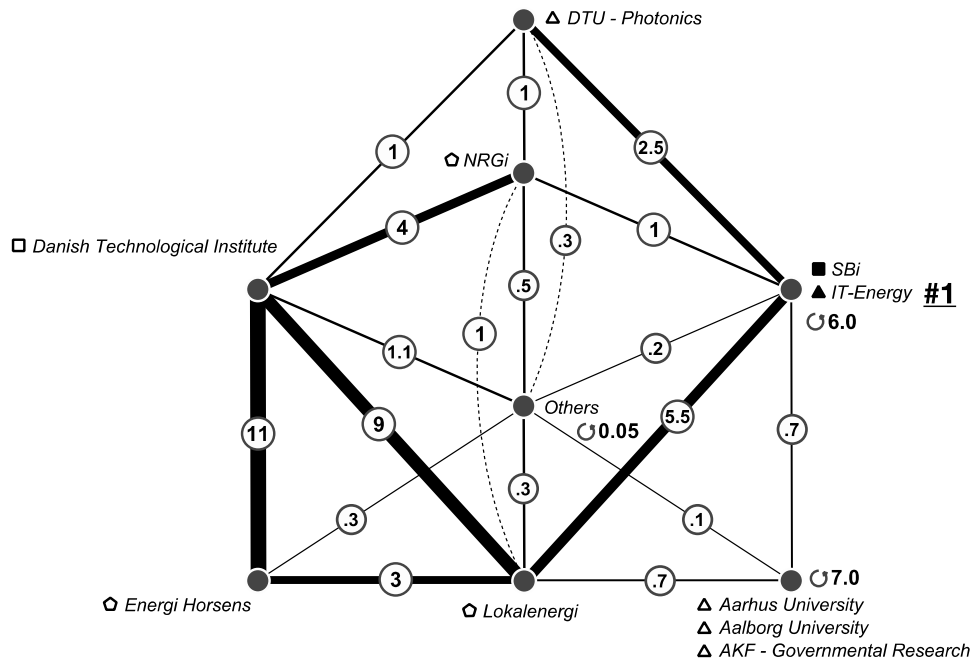 DTU - Photonics
1
2.5
1
NRGi
4
1
.3
Danish Technological Institute
SBi
IT-Energy #1
6.0
.5
1
1.1
.2
Others
0.05
9
5.5
11
.7
.3
.3
.1
3
.7
7.0
Energi Horsens
Lokalenergi
Aarhus University
Aalborg University
AKF - Governmental Research